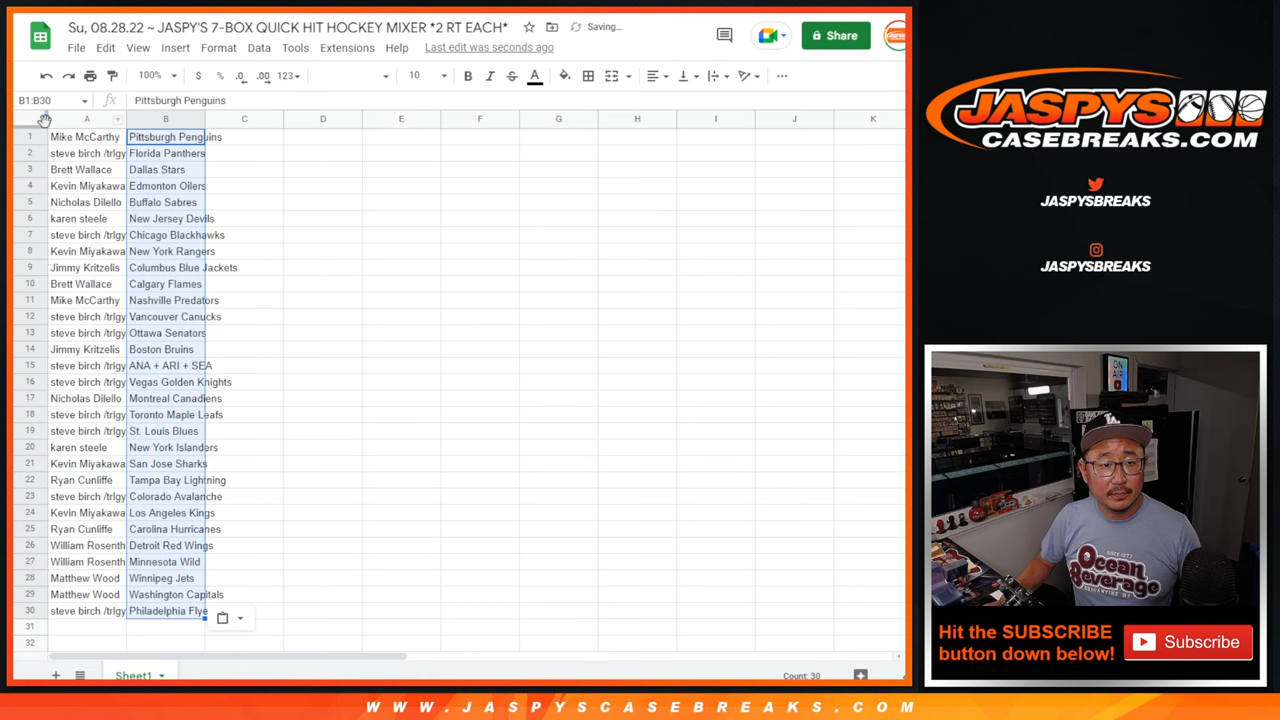 Su, 08.28.22 ~ JASPY'S 7-BOX QUICK HIT HOCKEY MIXER *2 RT EACH*
Saving...
Share
File Edit View Insert Format Data Tools Extensions Help Last edit was seconds ago
100% $ % .0 .00 123 10 B I S A
B1:B30 fx Pittsburgh Penguins
A B C D E F G H I J K
1 Mike McCarthy Pittsburgh Penguins
2 steve birch /trlgy Florida Panthers
3 Brett Wallace Dallas Stars
4 Kevin Miyakawa Edmonton Oilers
5 Nicholas Dilello Buffalo Sabres
6 karen steele New Jersey Devils
7 steve birch /trlgy Chicago Blackhawks
8 Kevin Miyakawa New York Rangers
9 Jimmy Kritzelis Columbus Blue Jackets
10 Brett Wallace Calgary Flames
11 Mike McCarthy Nashville Predators
12 steve birch /trlgy Vancouver Canucks
13 steve birch /trlgy Ottawa Senators
14 Jimmy Kritzelis Boston Bruins
15 steve birch /trlgy ANA + ARI + SEA
16 steve birch /trlgy Vegas Golden Knights
17 Nicholas Dilello Montreal Canadiens
18 steve birch /trlgy Toronto Maple Leafs
19 steve birch /trlgy St. Louis Blues
20 karen steele New York Islanders
21 Kevin Miyakawa San Jose Sharks
22 Ryan Cunliffe Tampa Bay Lightning
23 steve birch /trlgy Colorado Avalanche
24 Kevin Miyakawa Los Angeles Kings
25 Ryan Cunliffe Carolina Hurricanes
26 William Rosenth Detroit Red Wings
27 William Rosenth Minnesota Wild
28 Matthew Wood Winnipeg Jets
29 Matthew Wood Washington Capitals
30 steve birch /trlgy Philadelphia Flye
31
32
Sheet1
Count: 30
JASPYS
CASEBREAKS.COM
JASPYSBREAKS
JASPYSBREAKS
ON
AIR
Ocean
Beverage
Hit the SUBSCRIBE
button down below!
Subscribe
WWW.JASPYSCASEBREAKS.COM